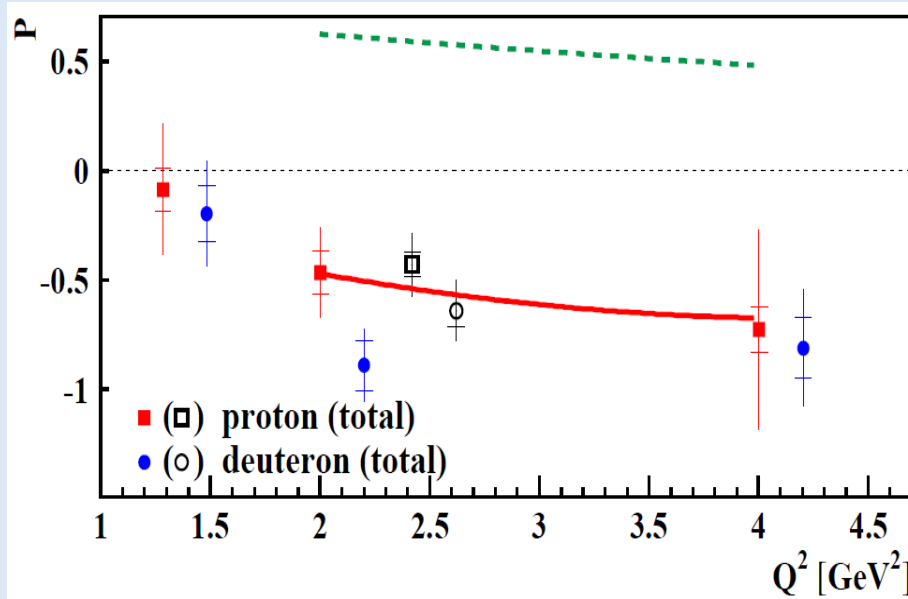 P
0.5
0
-0.5
-1
(   ) proton (total)
(   ) deuteron (total)
1 1.5 2 2.5 3 3.5 4 4.5
Q² [GeV²]